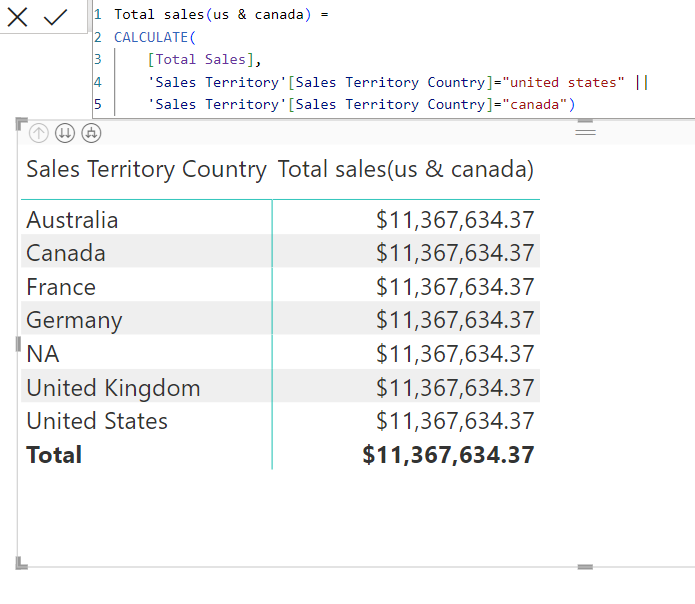 1 Total sales(us & canada) =
2 CALCULATE(
3 [Total Sales],
4 'Sales Territory'[Sales Territory Country]="united states" ||
5 'Sales Territory'[Sales Territory Country]="canada")
Sales Territory Country Total sales(us & canada)
Australia $11,367,634.37
Canada $11,367,634.37
France $11,367,634.37
Germany $11,367,634.37
NA $11,367,634.37
United Kingdom $11,367,634.37
United States $11,367,634.37
Total $11,367,634.37